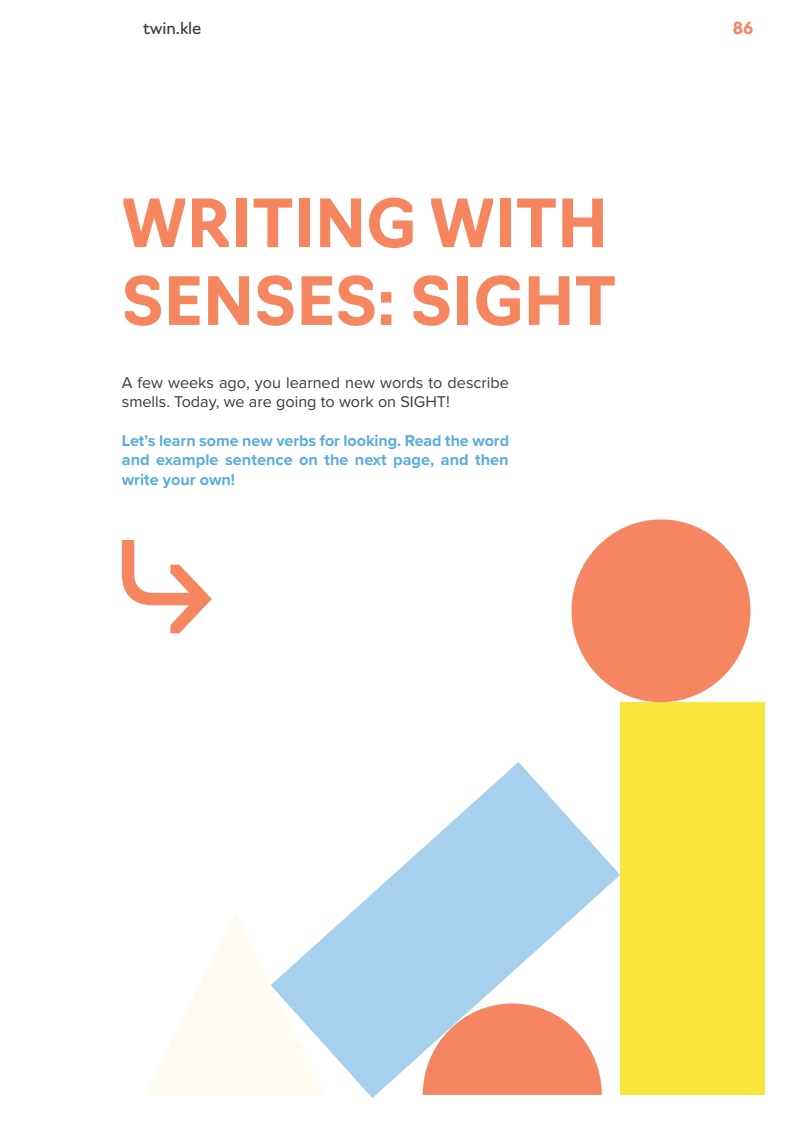 twin.kle
86
WRITING WITH
SENSES: SIGHT
A few weeks ago, you learned new words to describe
smells. Today, we are going to work on SIGHT!
Let's learn some new verbs for looking. Read the word
and example sentence on the next page, and then
write your own!